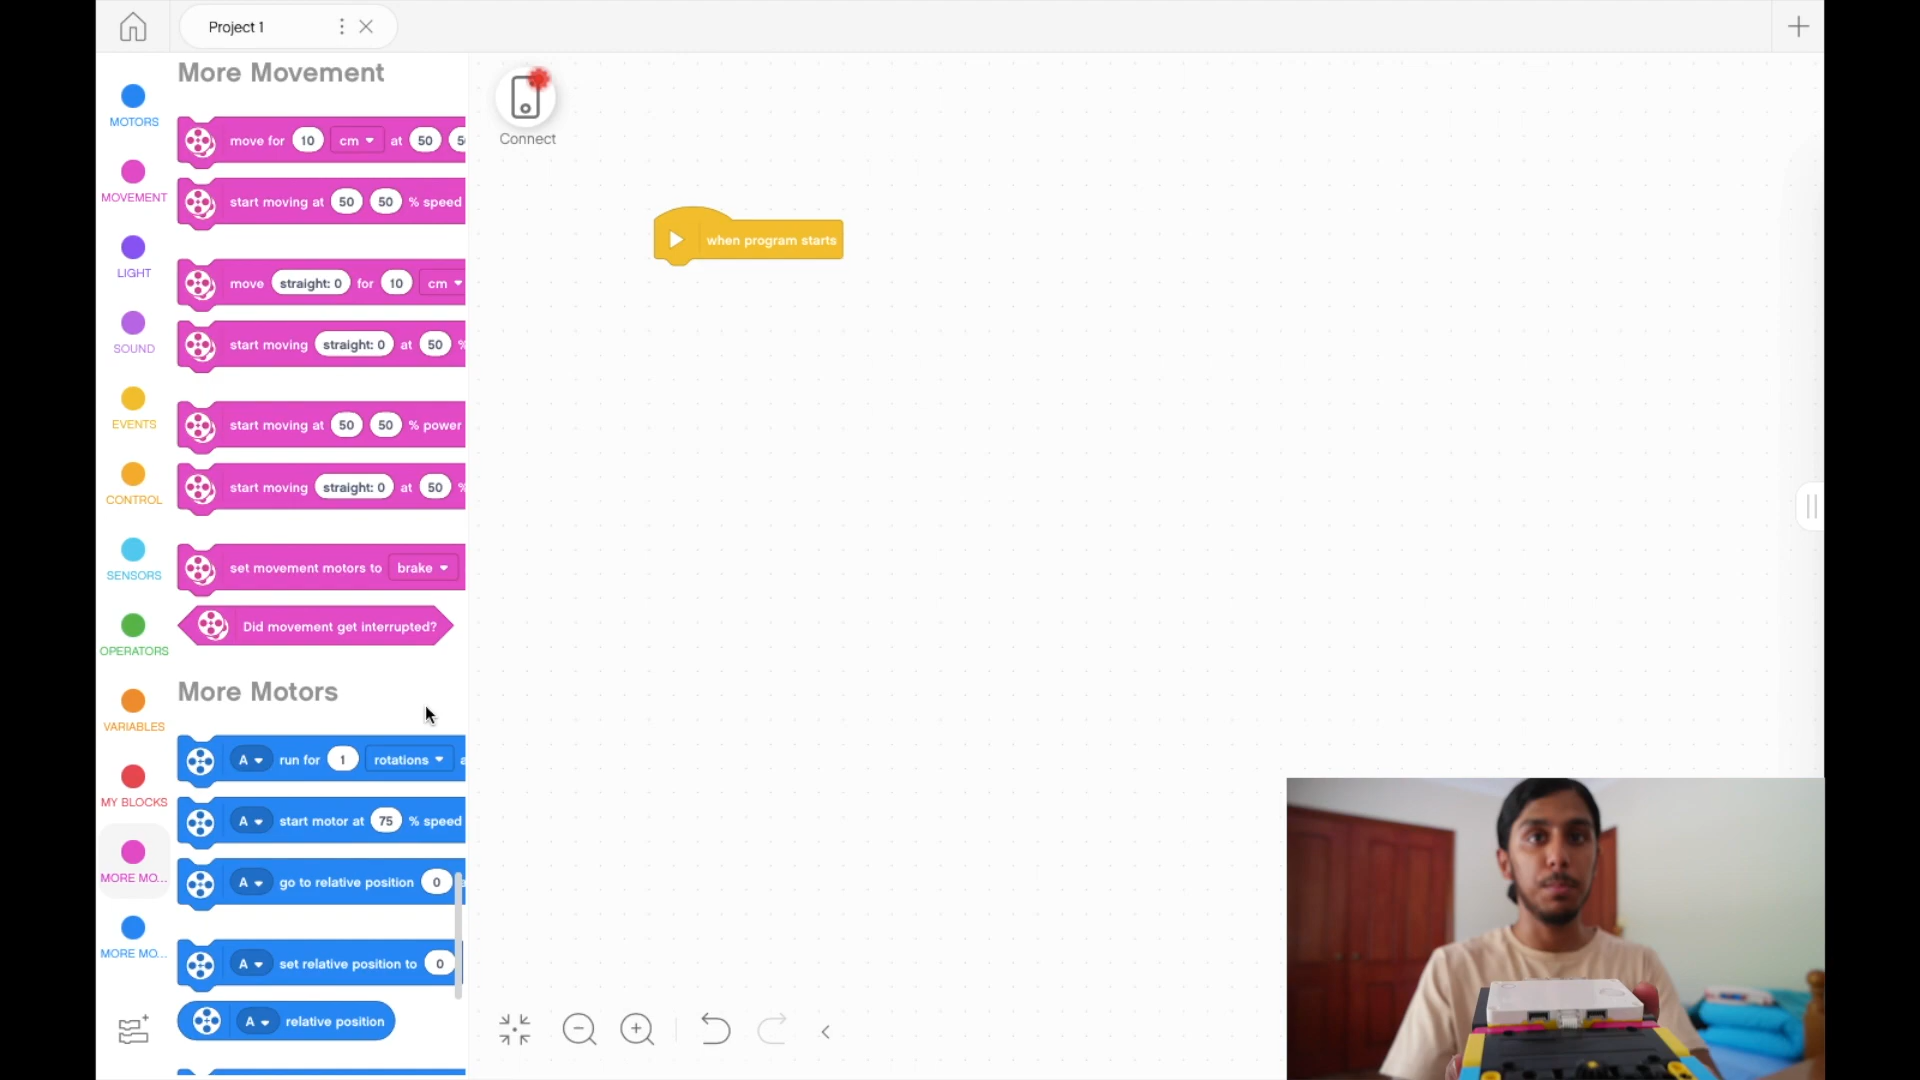 Project 1
MOTORS
MOVEMENT
LIGHT
SOUND
EVENTS
CONTROL
SENSORS
OPERATORS
VARIABLES
MY BLOCKS
MORE MO...
MORE MO...
More Movement
move for 10 cm at 50
start moving at 50 50 % speed
move straight: 0 for 10 cm
start moving straight: 0 at 50 %
start moving at 50 50 % power
start moving straight: 0 at 50 %
set movement motors to brake
Did movement get interrupted?
More Motors
A run for 1 rotations
A start motor at 75 % speed
A go to relative position 0
A set relative position to 0
A relative position
Connect
when program starts